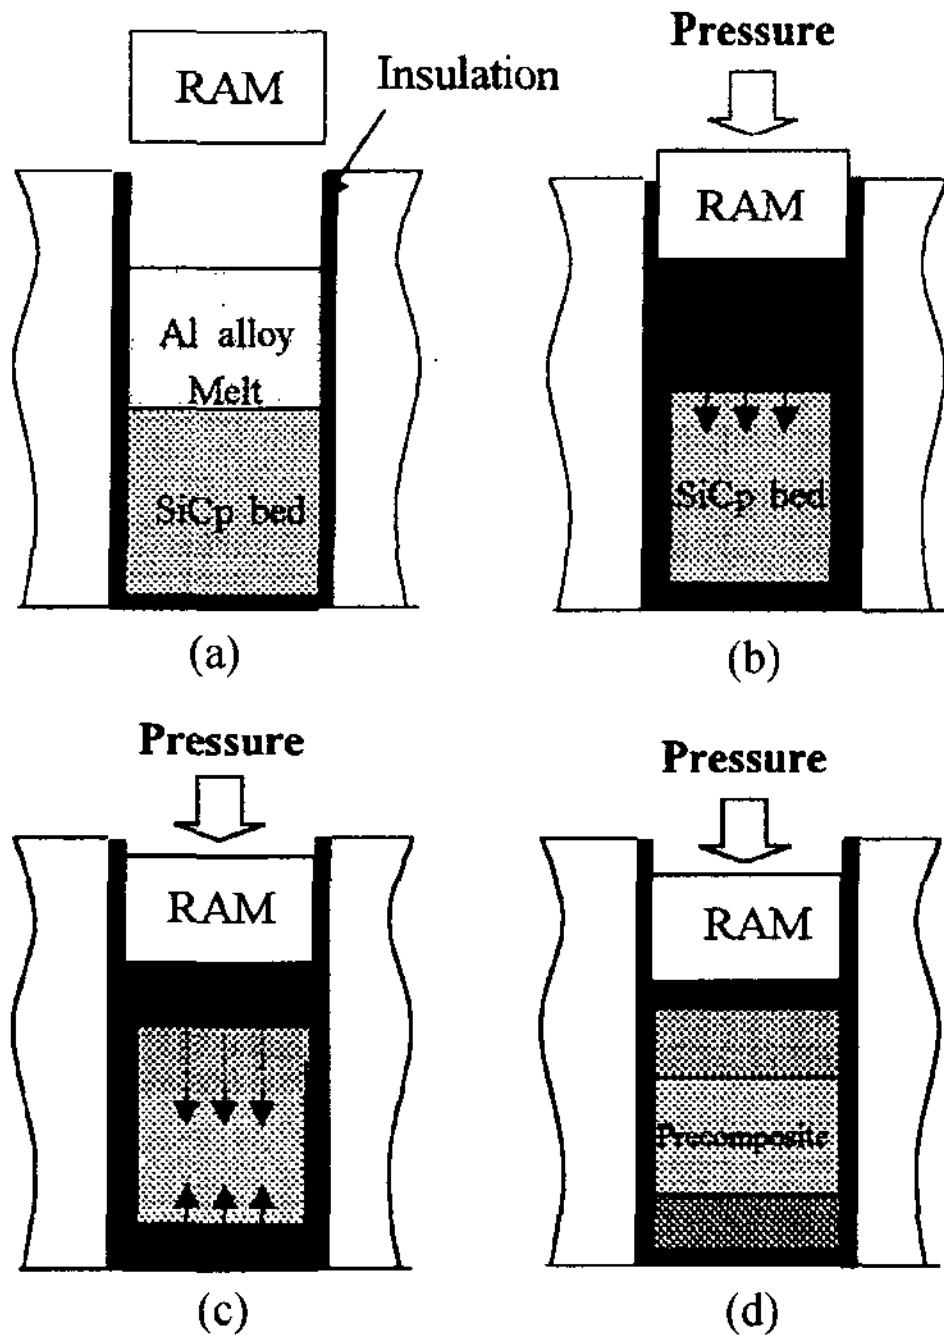 RAM
Insulation
Al alloy
Melt
SiCp bed
(a)
Pressure
RAM
SiCp bed
(b)
Pressure
RAM
(c)
Pressure
RAM
Precomposite
(d)